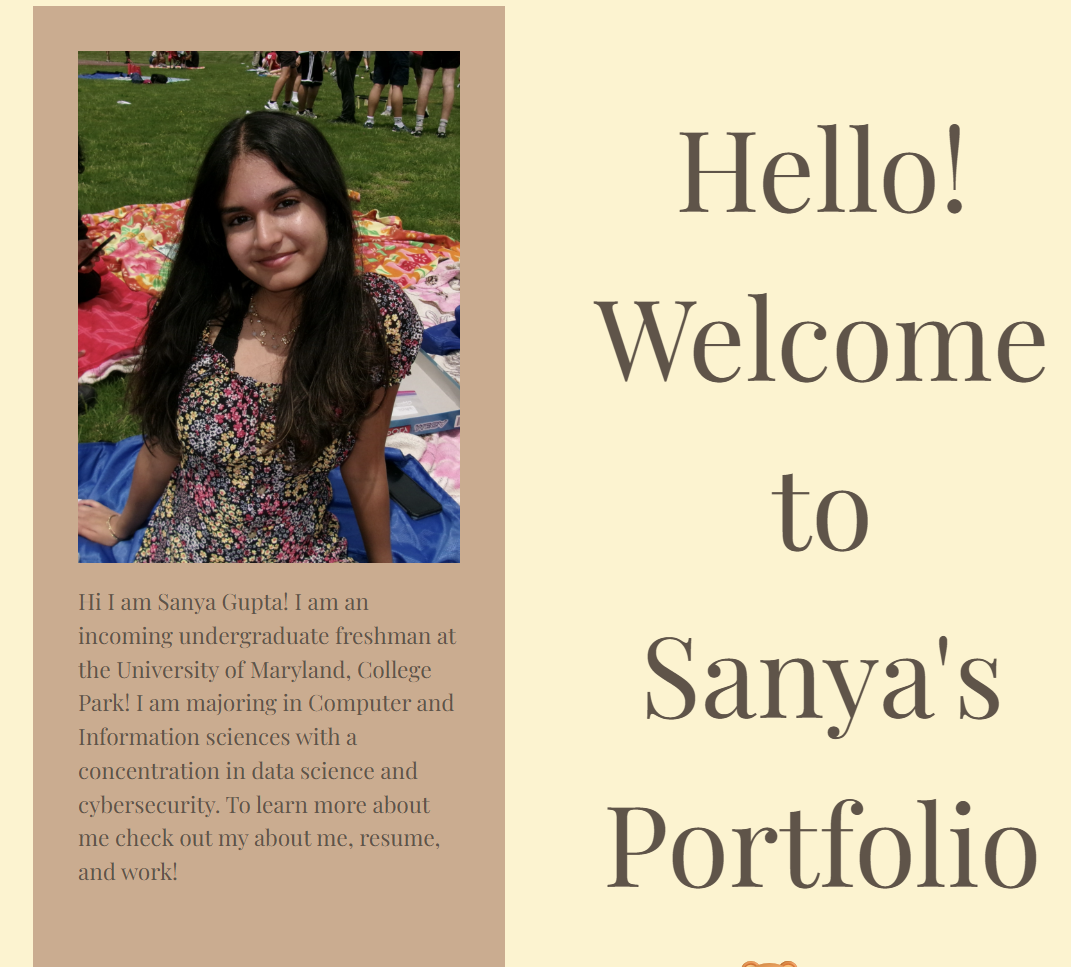 Hello!
Welcome
to
Sanya's
Portfolio
Hi I am Sanya Gupta! I am an
incoming undergraduate freshman at
the University of Maryland, College
Park! I am majoring in Computer and
Information sciences with a
concentration in data science and
cybersecurity. To learn more about
me check out my about me, resume,
and work!